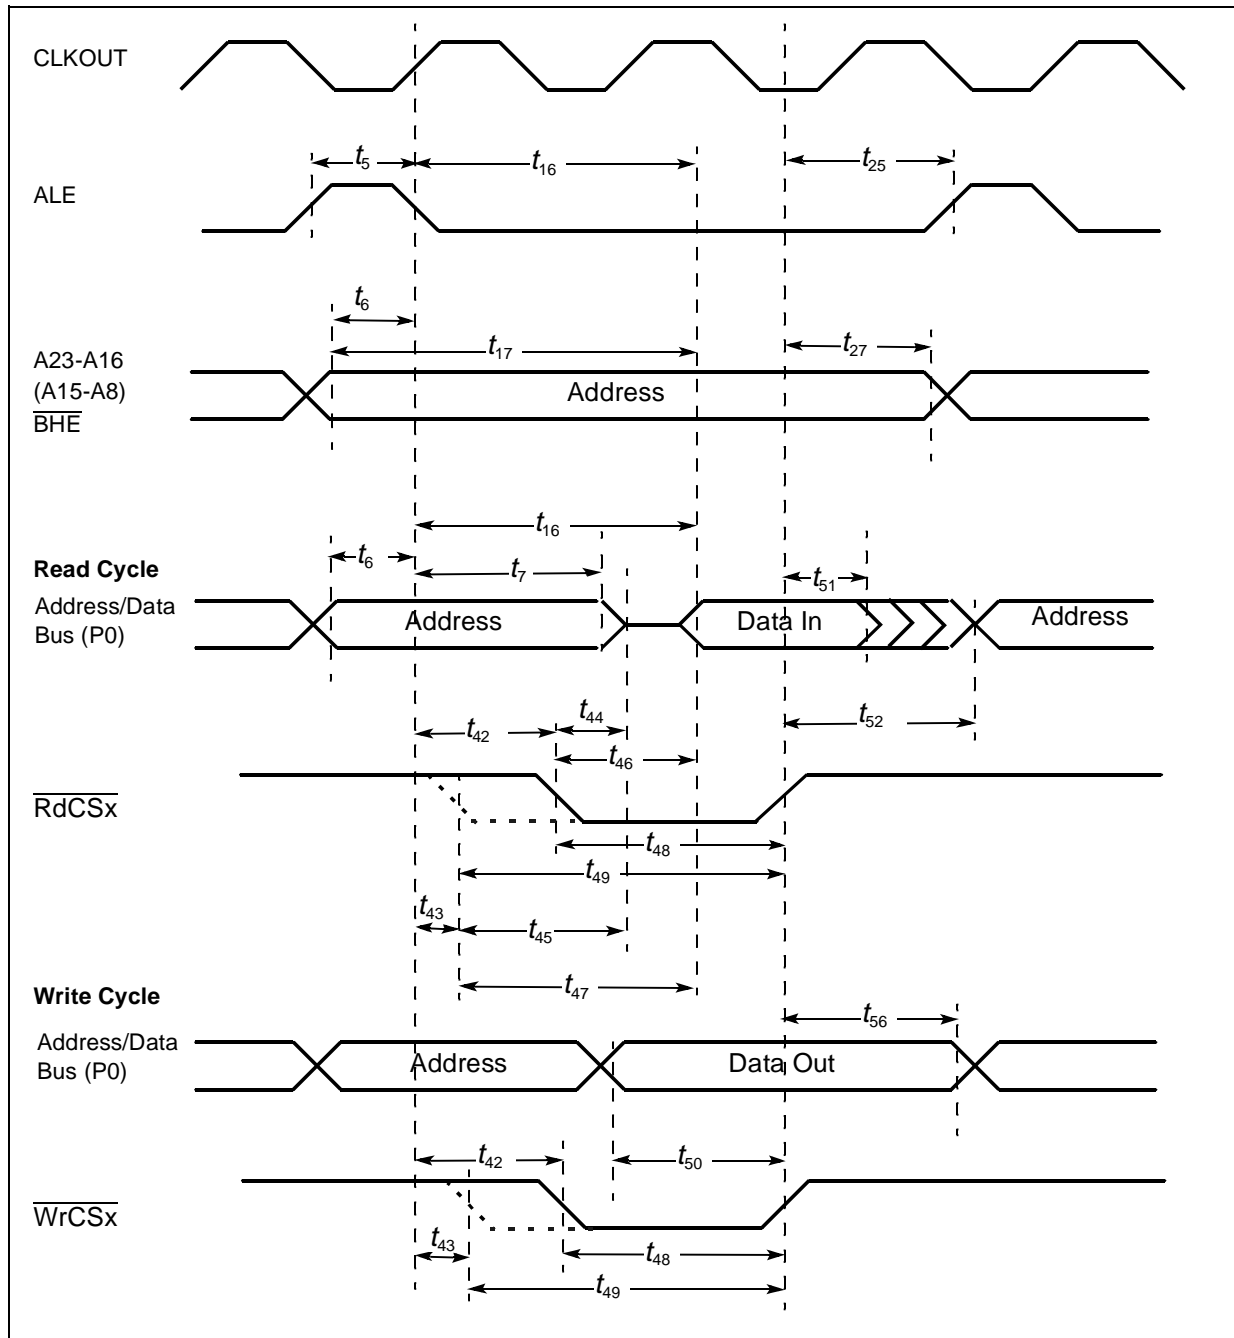 CLKOUT
t5
t16
t25
ALE
t6
t17
t27
A23-A16
(A15-A8)
BHE
Address
t16
t6
t7
t51
Read Cycle
Address/Data
Bus (P0)
Address
Data In
Address
t42
t44
t52
t46
RdCSx
t48
t49
t43
t45
t47
Write Cycle
t56
Address/Data
Bus (P0)
Address
Data Out
t42
t50
WrCSx
t43
t48
t49